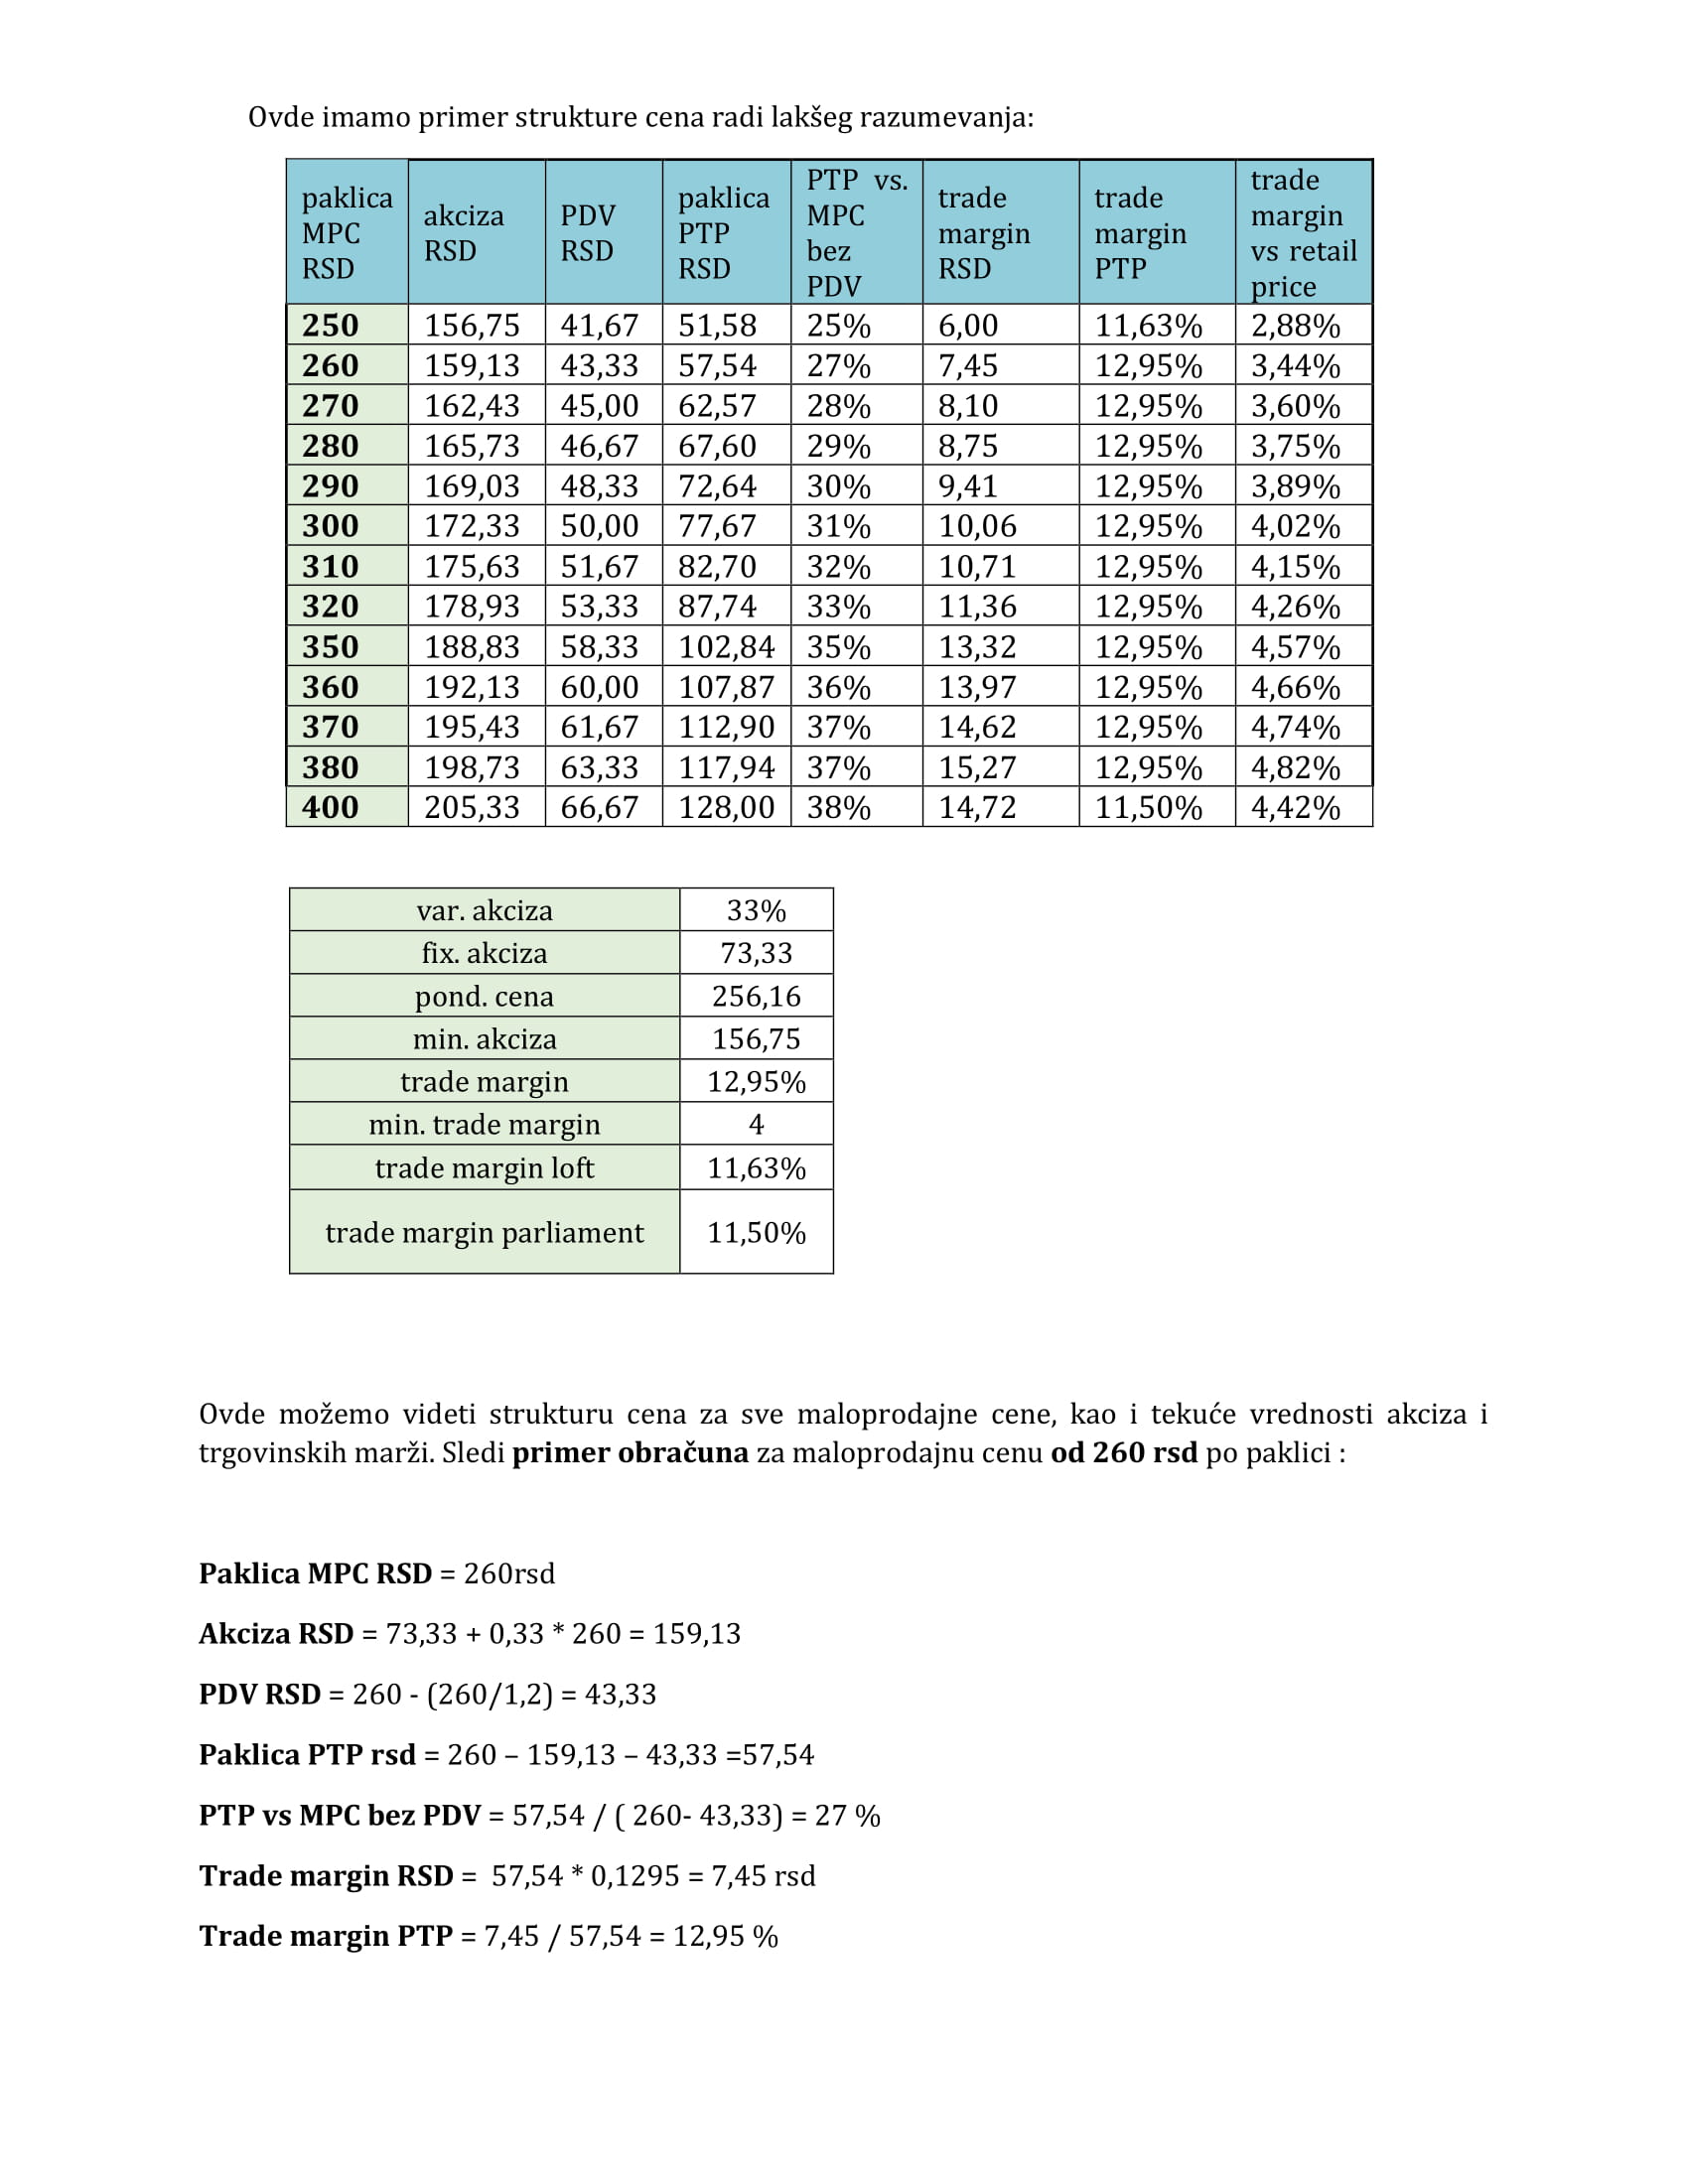 Ovde imamo primer strukture cena radi lakšeg razumevanja:
paklica MPC RSD akciza RSD PDV RSD paklica PTP RSD PTP vs. MPC bez PDV trade margin RSD trade margin PTP trade margin vs retail price
250 156,75 41,67 51,58 25% 6,00 11,63% 2,88%
260 159,13 43,33 57,54 27% 7,45 12,95% 3,44%
270 162,43 45,00 62,57 28% 8,10 12,95% 3,60%
280 165,73 46,67 67,60 29% 8,75 12,95% 3,75%
290 169,03 48,33 72,64 30% 9,41 12,95% 3,89%
300 172,33 50,00 77,67 31% 10,06 12,95% 4,02%
310 175,63 51,67 82,70 32% 10,71 12,95% 4,15%
320 178,93 53,33 87,74 33% 11,36 12,95% 4,26%
350 188,83 58,33 102,84 35% 13,32 12,95% 4,57%
360 192,13 60,00 107,87 36% 13,97 12,95% 4,66%
370 195,43 61,67 112,90 37% 14,62 12,95% 4,74%
380 198,73 63,33 117,94 37% 15,27 12,95% 4,82%
400 205,33 66,67 128,00 38% 14,72 11,50% 4,42%
var. akciza 33%
fix. akciza 73,33
pond. cena 256,16
min. akciza 156,75
trade margin 12,95%
min. trade margin 4
trade margin loft 11,63%
trade margin parliament 11,50%
Ovde možemo videti strukturu cena za sve maloprodajne cene, kao i tekuće vrednosti akciza i
trgovinskih marži. Sledi primer obračuna za maloprodajnu cenu od 260 rsd po paklici :
Paklica MPC RSD = 260rsd
Akciza RSD = 73,33 + 0,33 * 260 = 159,13
PDV RSD = 260 - (260/1,2) = 43,33
Paklica PTP rsd = 260 – 159,13 – 43,33 =57,54
PTP vs MPC bez PDV = 57,54 / ( 260- 43,33) = 27 %
Trade margin RSD = 57,54 * 0,1295 = 7,45 rsd
Trade margin PTP = 7,45 / 57,54 = 12,95 %